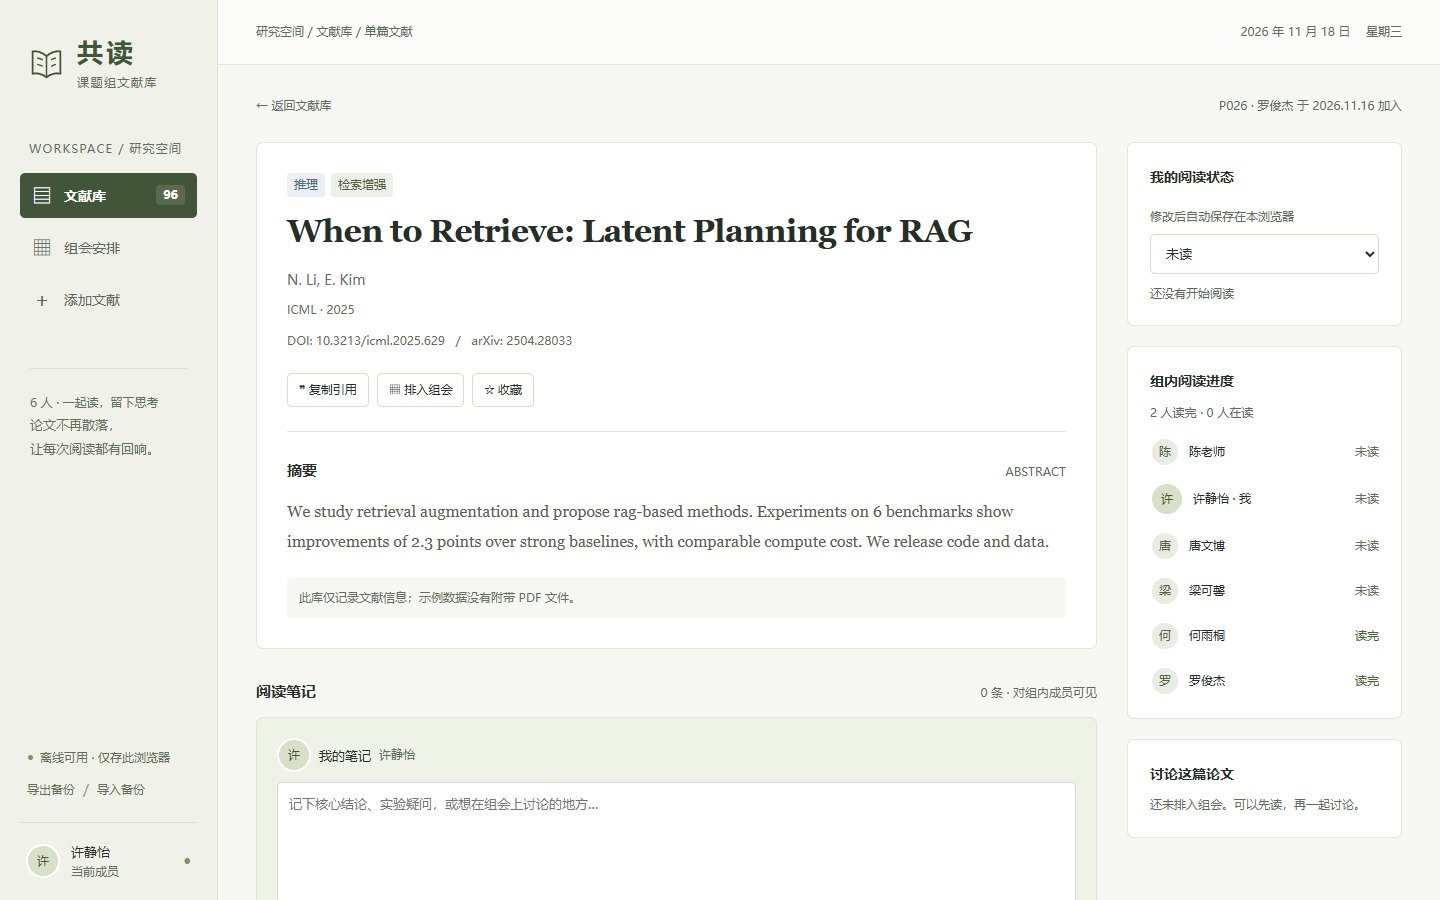 共读
课题组文献库
WORKSPACE / 研究空间
文献库 96
组会安排
+ 添加文献
6 人 · 一起读，留下思考
论文不再散落，
让每次阅读都有回响。
• 离线可用 · 仅存此浏览器
导出备份 / 导入备份
许 许静怡
当前成员
研究空间 / 文献库 / 单篇文献
2026 年 11 月 18 日 星期三
← 返回文献库
P026 · 罗俊杰 于 2026.11.16 加入
推理 检索增强
When to Retrieve: Latent Planning for RAG
N. Li, E. Kim
ICML · 2025
DOI: 10.3213/icml.2025.629 / arXiv: 2504.28033
❞ 复制引用 ▦ 排入组会 ☆ 收藏
摘要 ABSTRACT
We study retrieval augmentation and propose rag-based methods. Experiments on 6 benchmarks show
improvements of 2.3 points over strong baselines, with comparable compute cost. We release code and data.
此库仅记录文献信息；示例数据没有附带 PDF 文件。
阅读笔记 0 条 · 对组内成员可见
许 我的笔记 许静怡
记下核心结论、实验疑问，或想在组会上讨论的地方…
我的阅读状态
修改后自动保存在本浏览器
未读
还没有开始阅读
组内阅读进度
2 人读完 · 0 人在读
陈 陈老师 未读
许 许静怡 · 我 未读
唐 唐文博 未读
梁 梁可馨 未读
何 何雨桐 读完
罗 罗俊杰 读完
讨论这篇论文
还未排入组会。可以先读，再一起讨论。